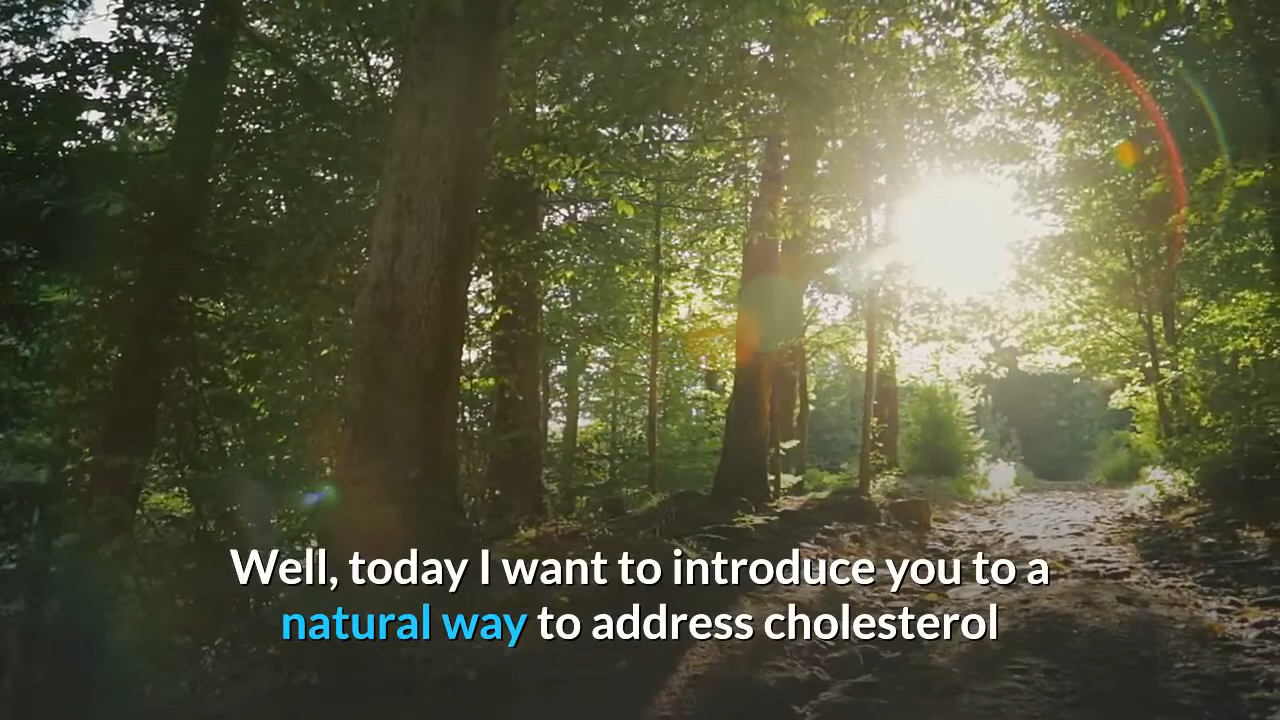 Well, today I want to introduce you to a
natural way to address cholesterol